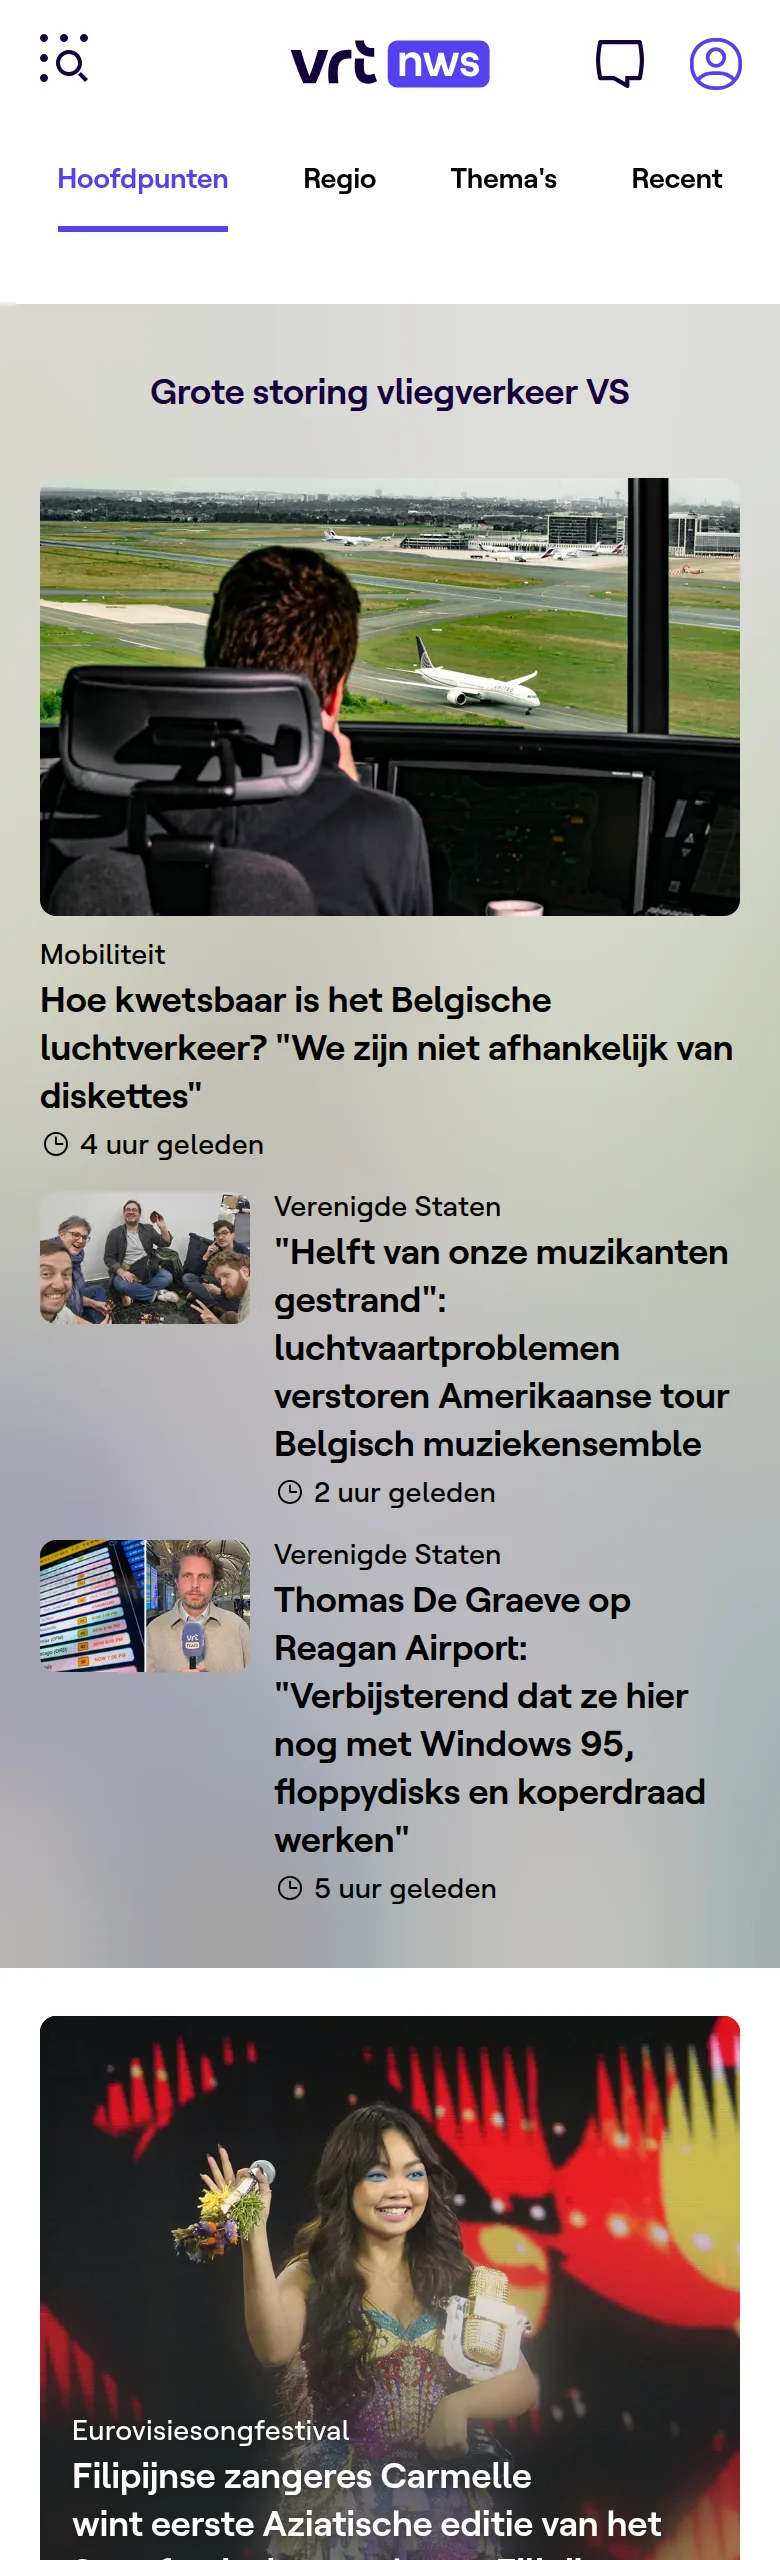 vrt nws
Hoofdpunten Regio Thema's Recent
Grote storing vliegverkeer VS
UNITED
Mobiliteit
Hoe kwetsbaar is het Belgische
luchtverkeer? "We zijn niet afhankelijk van
diskettes"
4 uur geleden
Verenigde Staten
"Helft van onze muzikanten
gestrand":
luchtvaartproblemen
verstoren Amerikaanse tour
Belgisch muziekensemble
2 uur geleden
vrt
nws
Verenigde Staten
Thomas De Graeve op
Reagan Airport:
"Verbijsterend dat ze hier
nog met Windows 95,
floppydisks en koperdraad
werken"
5 uur geleden
Eurovisiesongfestival
Filipijnse zangeres Carmelle
wint eerste Aziatische editie van het